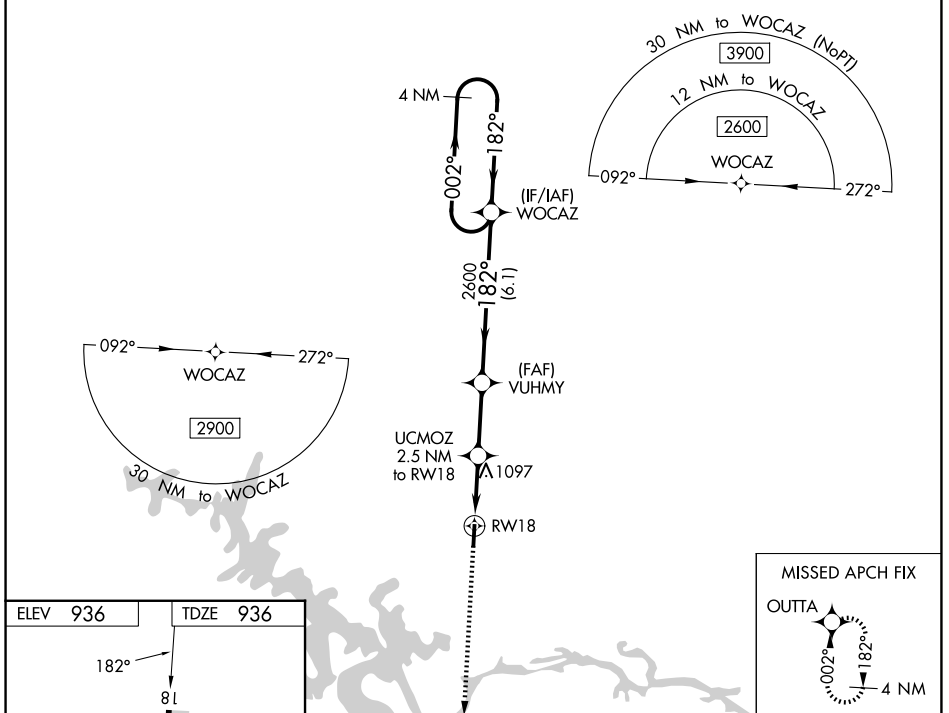 30 NM to WOCAZ (NoPT)
3900
12 NM to WOCAZ
2600
WOCAZ
092°
272°
4 NM
182°
002°
(IF/IAF)
WOCAZ
2600
182°
(6.1)
092°
272°
WOCAZ
2900
30 NM to WOCAZ
(FAF)
VUHMY
UCMOZ
2.5 NM
to RW18
1097
RW18
MISSED APCH FIX
OUTTA
002°
182°
4 NM
ELEV 936
TDZE 936
182°
18